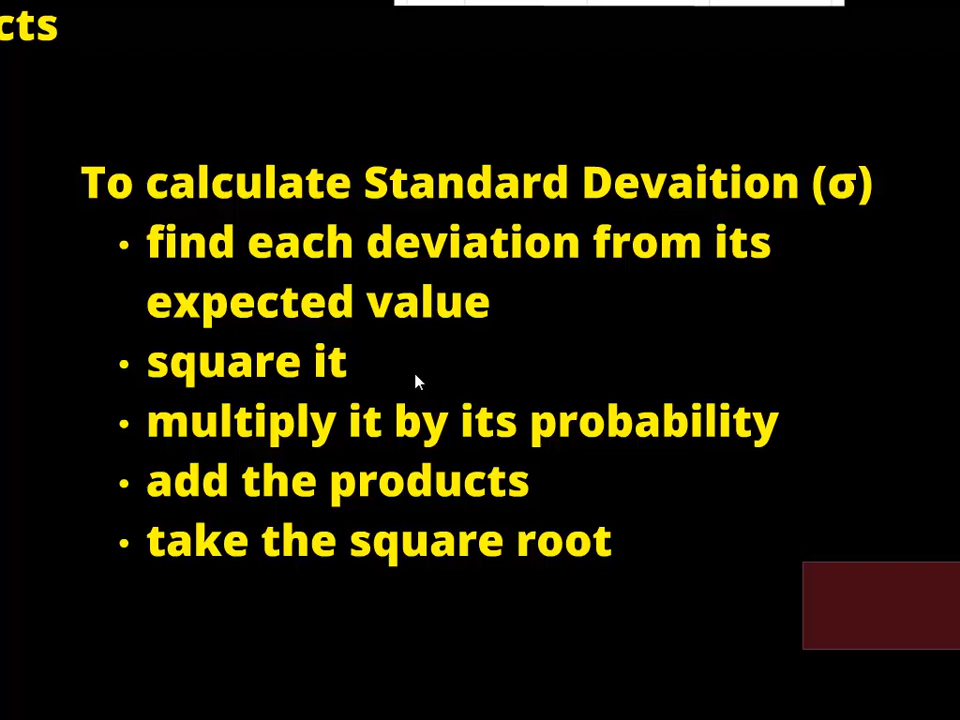 cts
To calculate Standard Devaition (σ)
• find each deviation from its
expected value
• square it
• multiply it by its probability
• add the products
• take the square root